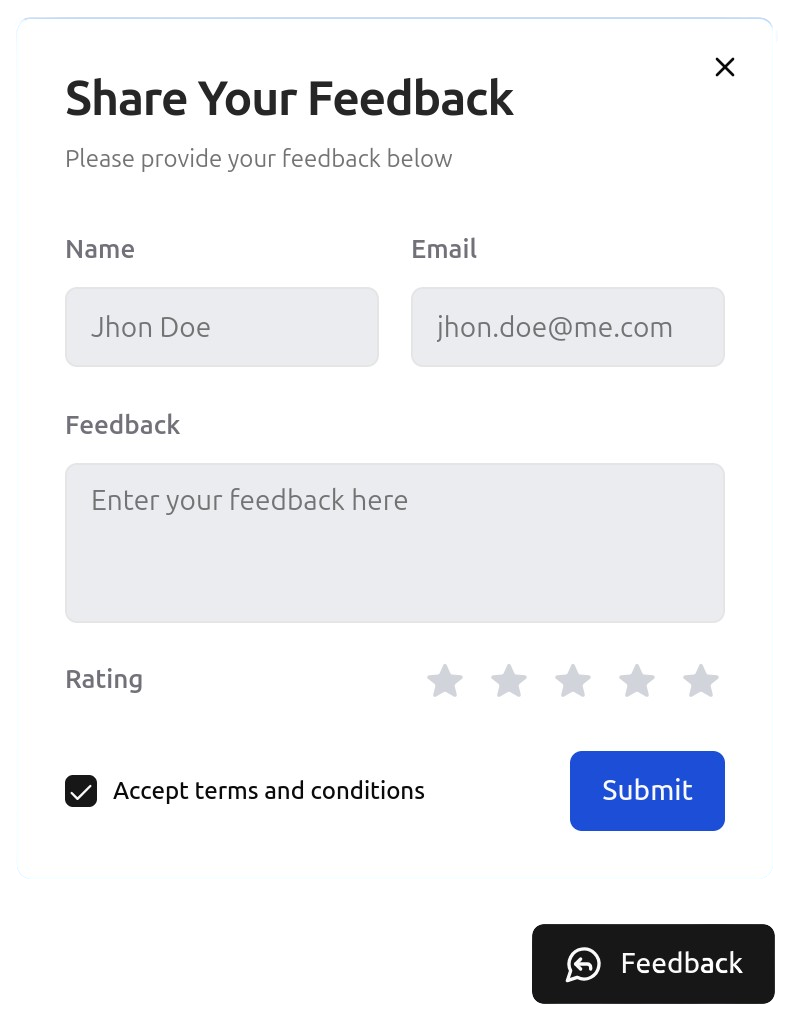 Share Your Feedback
Please provide your feedback below
Name
Email
Jhon Doe
jhon.doe@me.com
Feedback
Enter your feedback here
Rating
Accept terms and conditions
Submit
Feedback